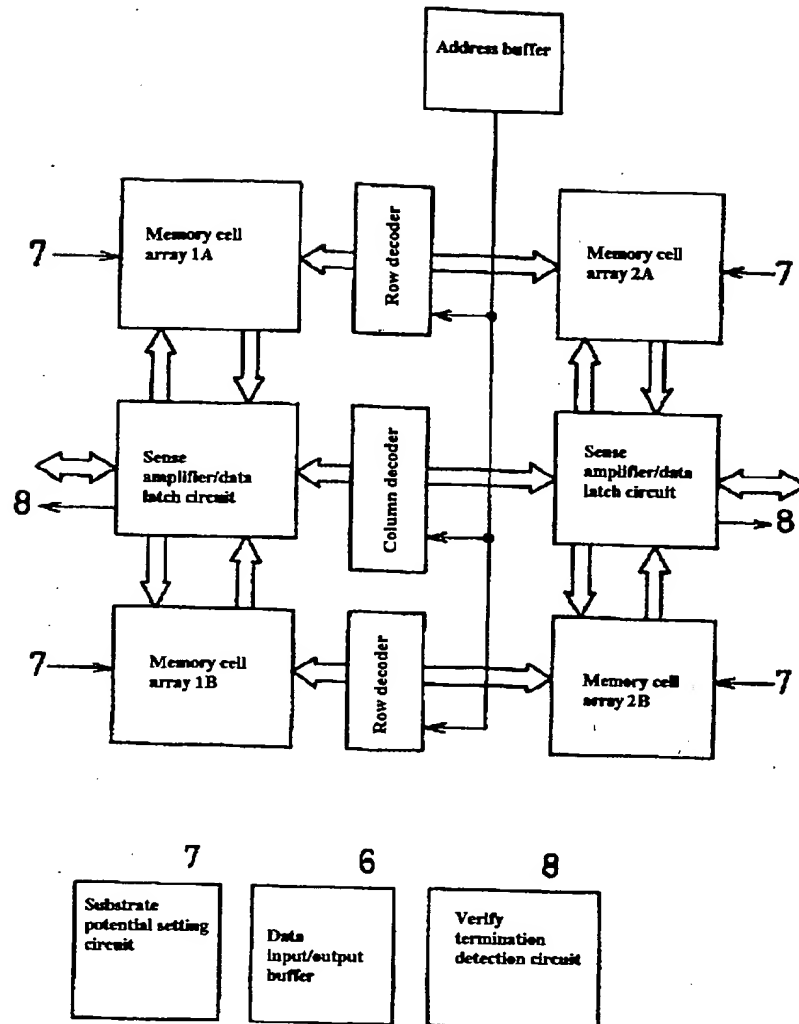 Address buffer
Memory cell
array 1A
Row decoder
Memory cell
array 2A
7
7
Sense
amplifier/data
latch circuit
Column decoder
Sense
amplifier/data
latch circuit
8
8
Memory cell
array 1B
Row decoder
Memory cell
array 2B
7
7
7
6
8
Substrate
potential setting
circuit
Data
input/output
buffer
Verify
termination
detection circuit